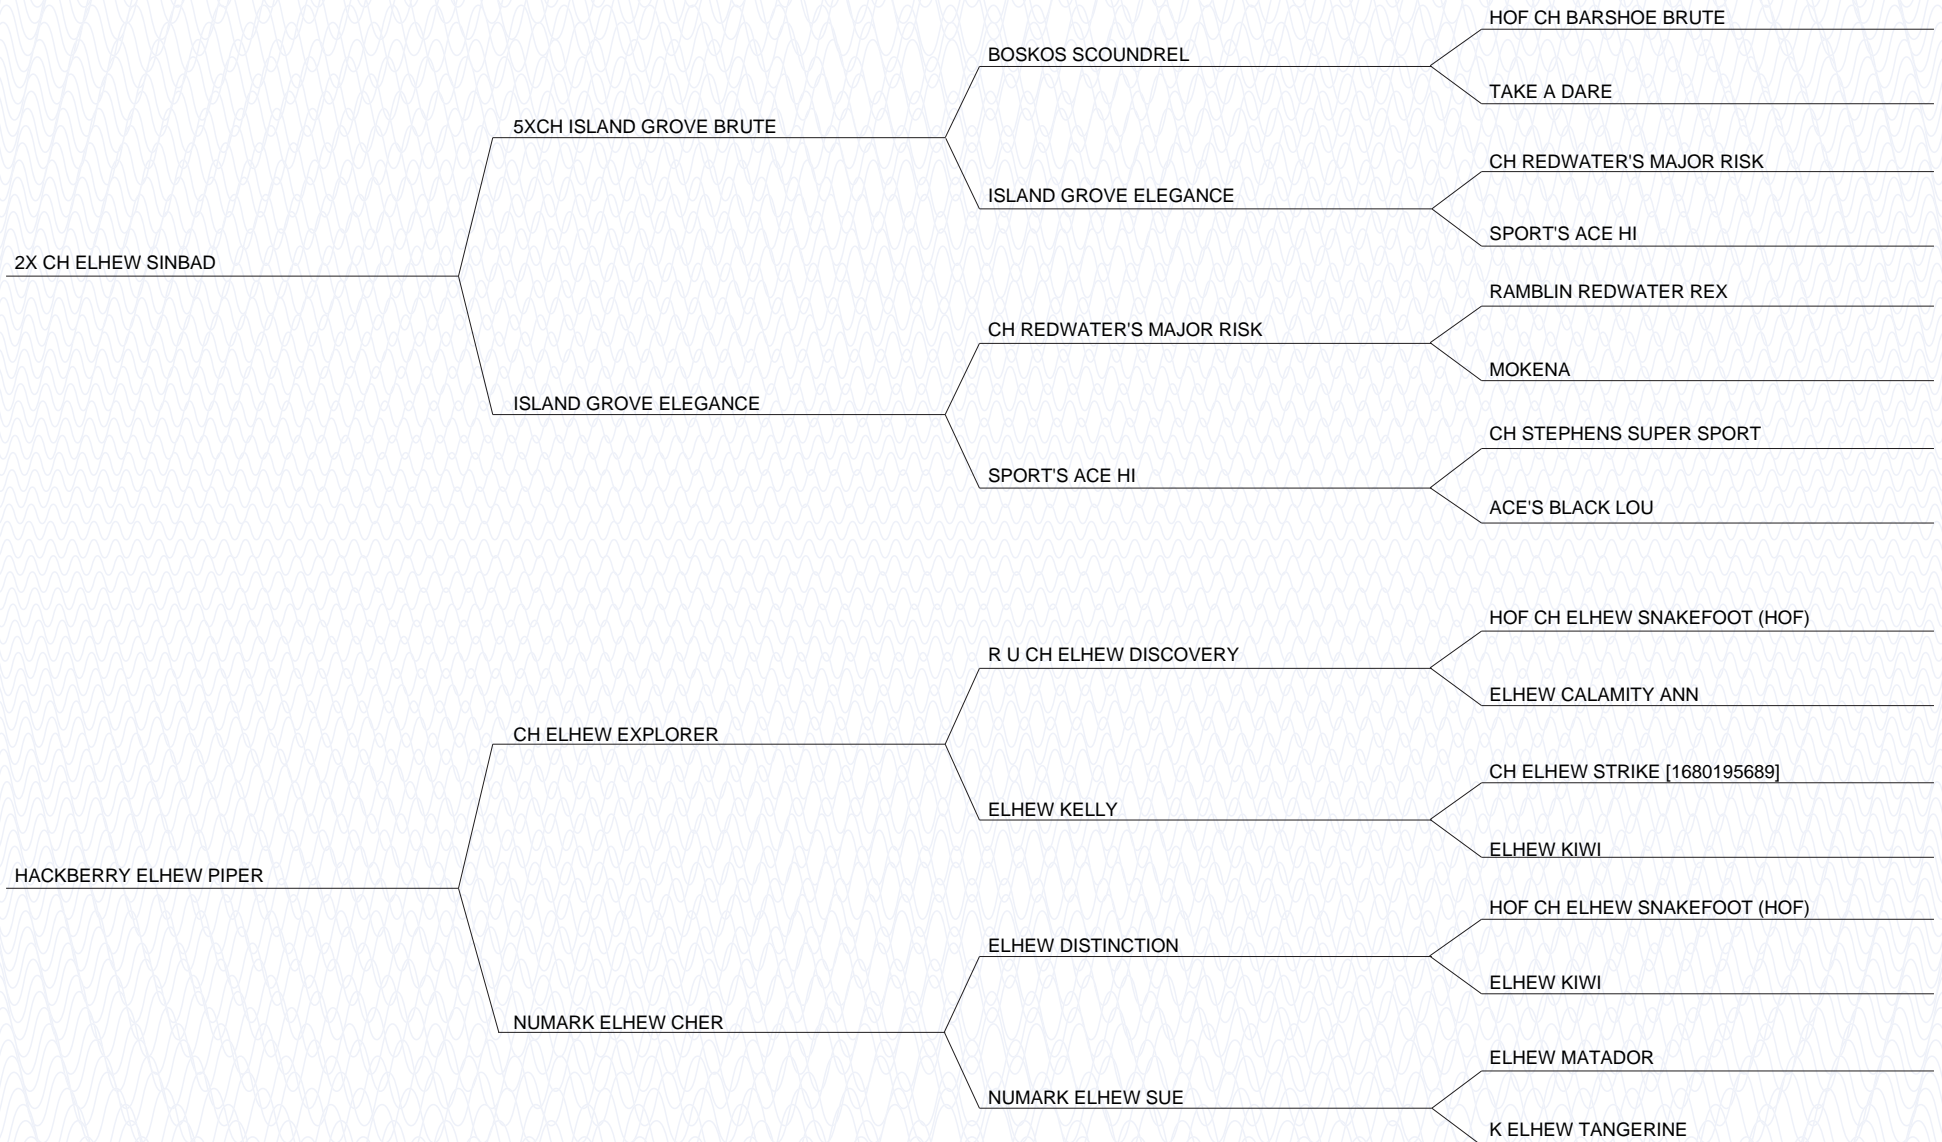 HOF CH BARSHOE BRUTE
BOSKOS SCOUNDREL
TAKE A DARE
5XCH ISLAND GROVE BRUTE
CH REDWATER'S MAJOR RISK
ISLAND GROVE ELEGANCE
SPORT'S ACE HI
2X CH ELHEW SINBAD
RAMBLIN REDWATER REX
CH REDWATER'S MAJOR RISK
MOKENA
ISLAND GROVE ELEGANCE
CH STEPHENS SUPER SPORT
SPORT'S ACE HI
ACE'S BLACK LOU
HOF CH ELHEW SNAKEFOOT (HOF)
R U CH ELHEW DISCOVERY
ELHEW CALAMITY ANN
CH ELHEW EXPLORER
CH ELHEW STRIKE [1680195689]
ELHEW KELLY
ELHEW KIWI
HACKBERRY ELHEW PIPER
HOF CH ELHEW SNAKEFOOT (HOF)
ELHEW DISTINCTION
ELHEW KIWI
NUMARK ELHEW CHER
ELHEW MATADOR
NUMARK ELHEW SUE
K ELHEW TANGERINE